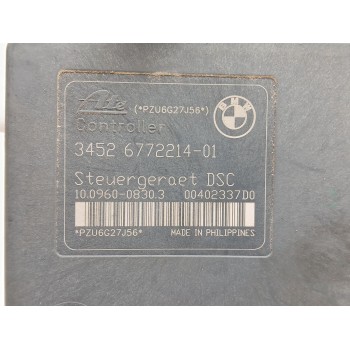 Ate (*PZU6G27J56*)
BMW
Controller
3452 6772214-01
Steuergeraet DSC
10.0960-0830.3 00402337D0
*PZU6G27J56* MADE IN PHILIPPINES